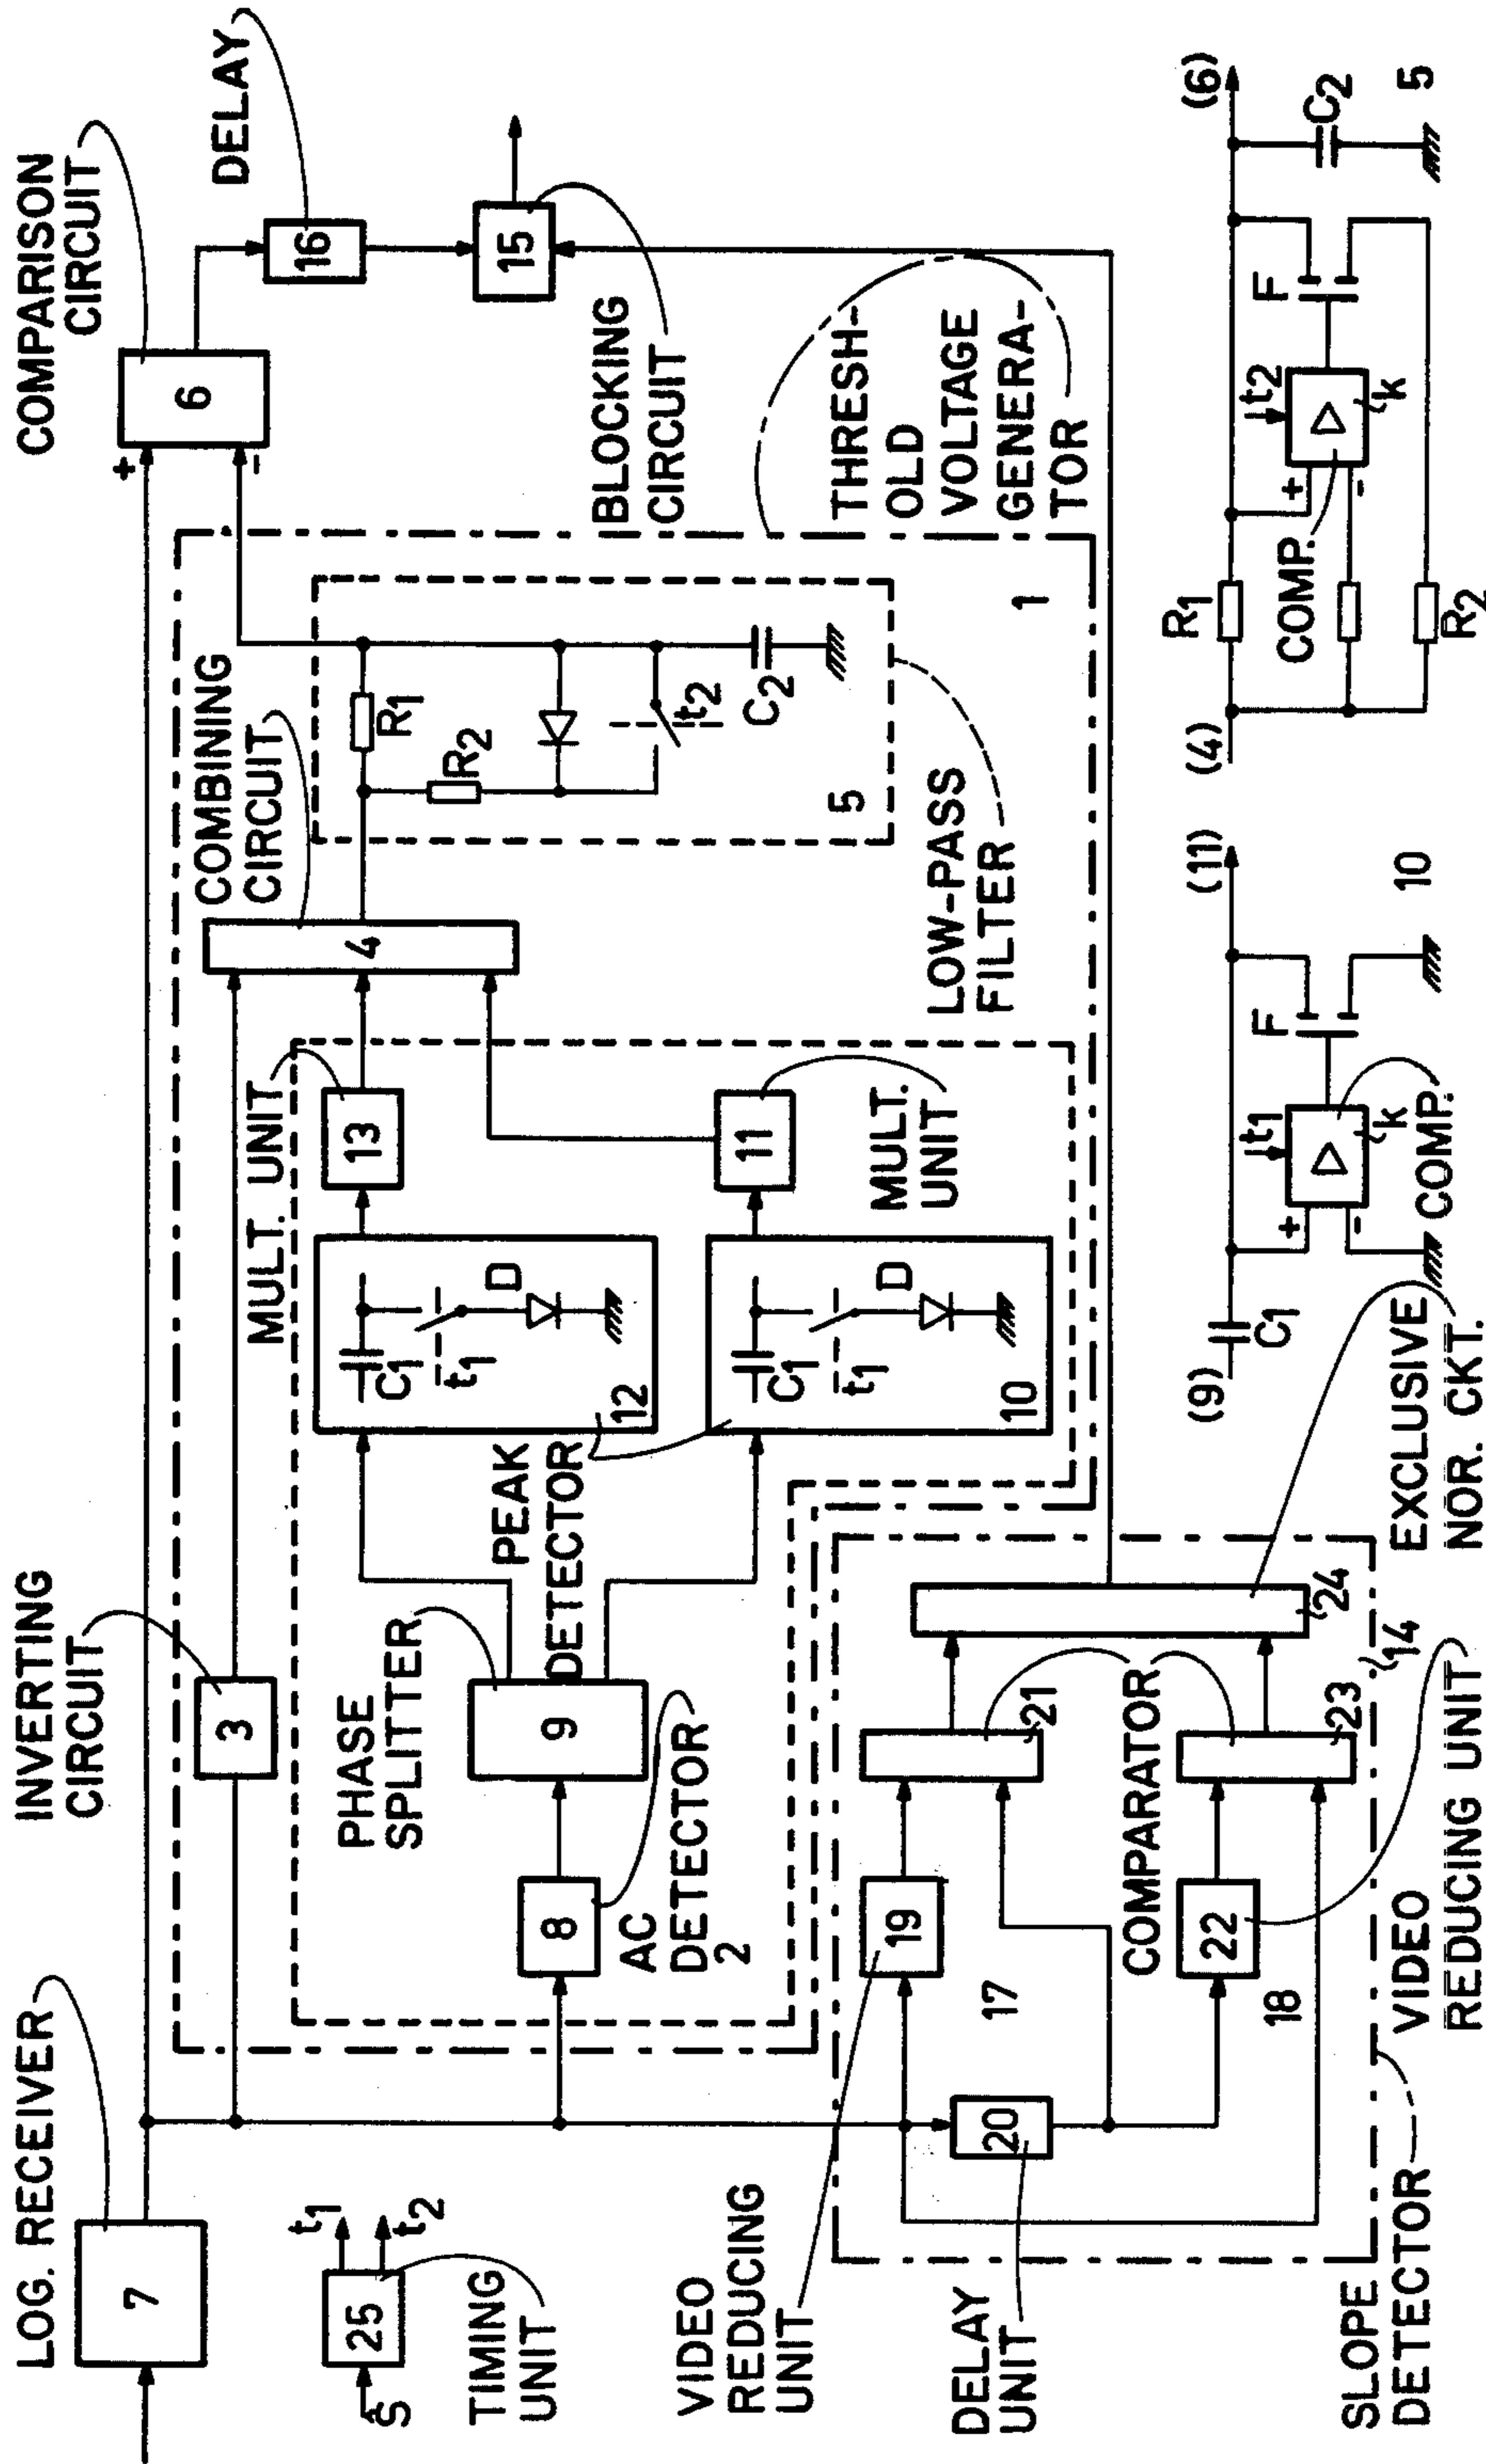 LOG. RECEIVER
7
INVERTING
CIRCUIT
3
COMPARISON
CIRCUIT
6
+
-
DELAY
16
15
BLOCKING
CIRCUIT
S
25
t1
t2
TIMING
UNIT
COMBINING
CIRCUIT
4
R1
R2
t2
C2
5
1
LOW-PASS
FILTER
THRESH-
OLD
VOLTAGE
GENERA-
TOR
MULT. UNIT
13
C1
t1
D
12
PEAK
DETECTOR
C1
t1
D
10
11
MULT.
UNIT
PHASE
SPLITTER
9
8
AC
DETECTOR
2
VIDEO
REDUCING
UNIT
19
17
21
COMPARATOR
20
DELAY
UNIT
22
18
23
24
14
SLOPE
DETECTOR
VIDEO
REDUCING UNIT
EXCLUSIVE
NOR. CKT.
(9)
C1
+
-
t1
k
COMP.
F
(11)
10
(4)
R1
COMP.
R2
+
-
t2
k
F
(6)
C2
5